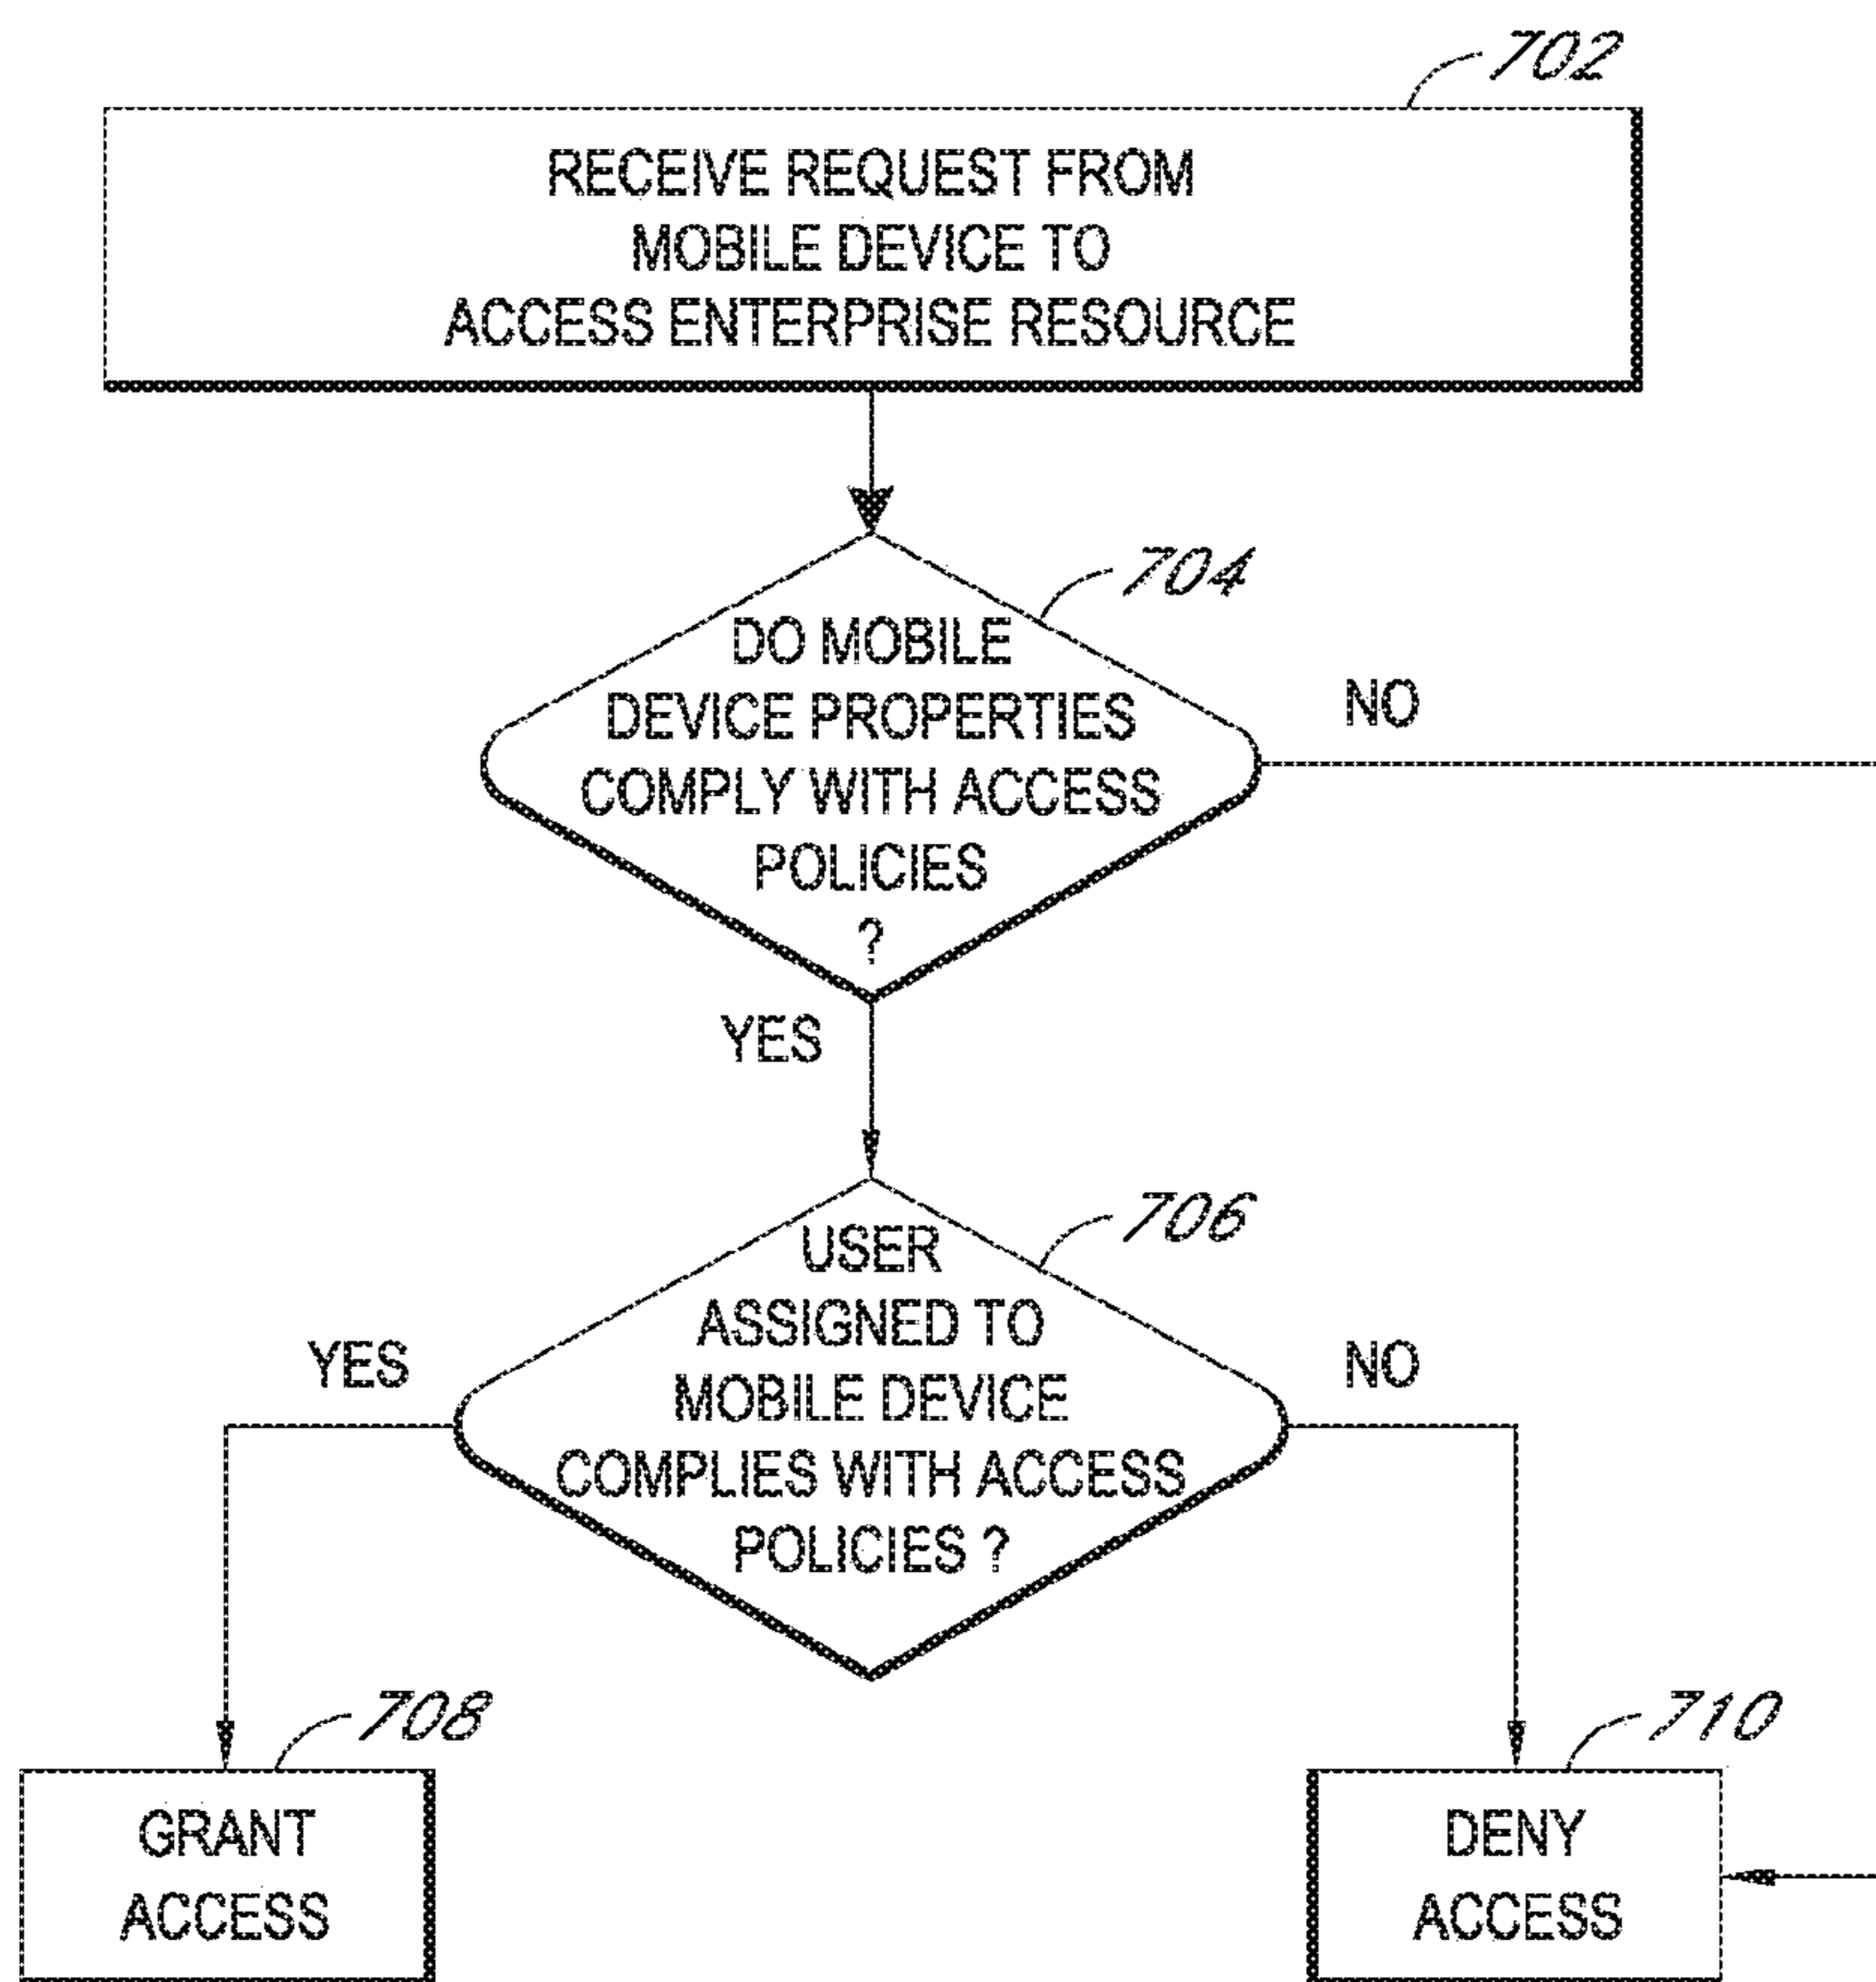 702
RECEIVE REQUEST FROM
MOBILE DEVICE TO
ACCESS ENTERPRISE RESOURCE
704
DO MOBILE
DEVICE PROPERTIES
COMPLY WITH ACCESS
POLICIES
?
NO
YES
706
USER
ASSIGNED TO
MOBILE DEVICE
COMPLIES WITH ACCESS
POLICIES ?
YES
NO
708
GRANT
ACCESS
710
DENY
ACCESS